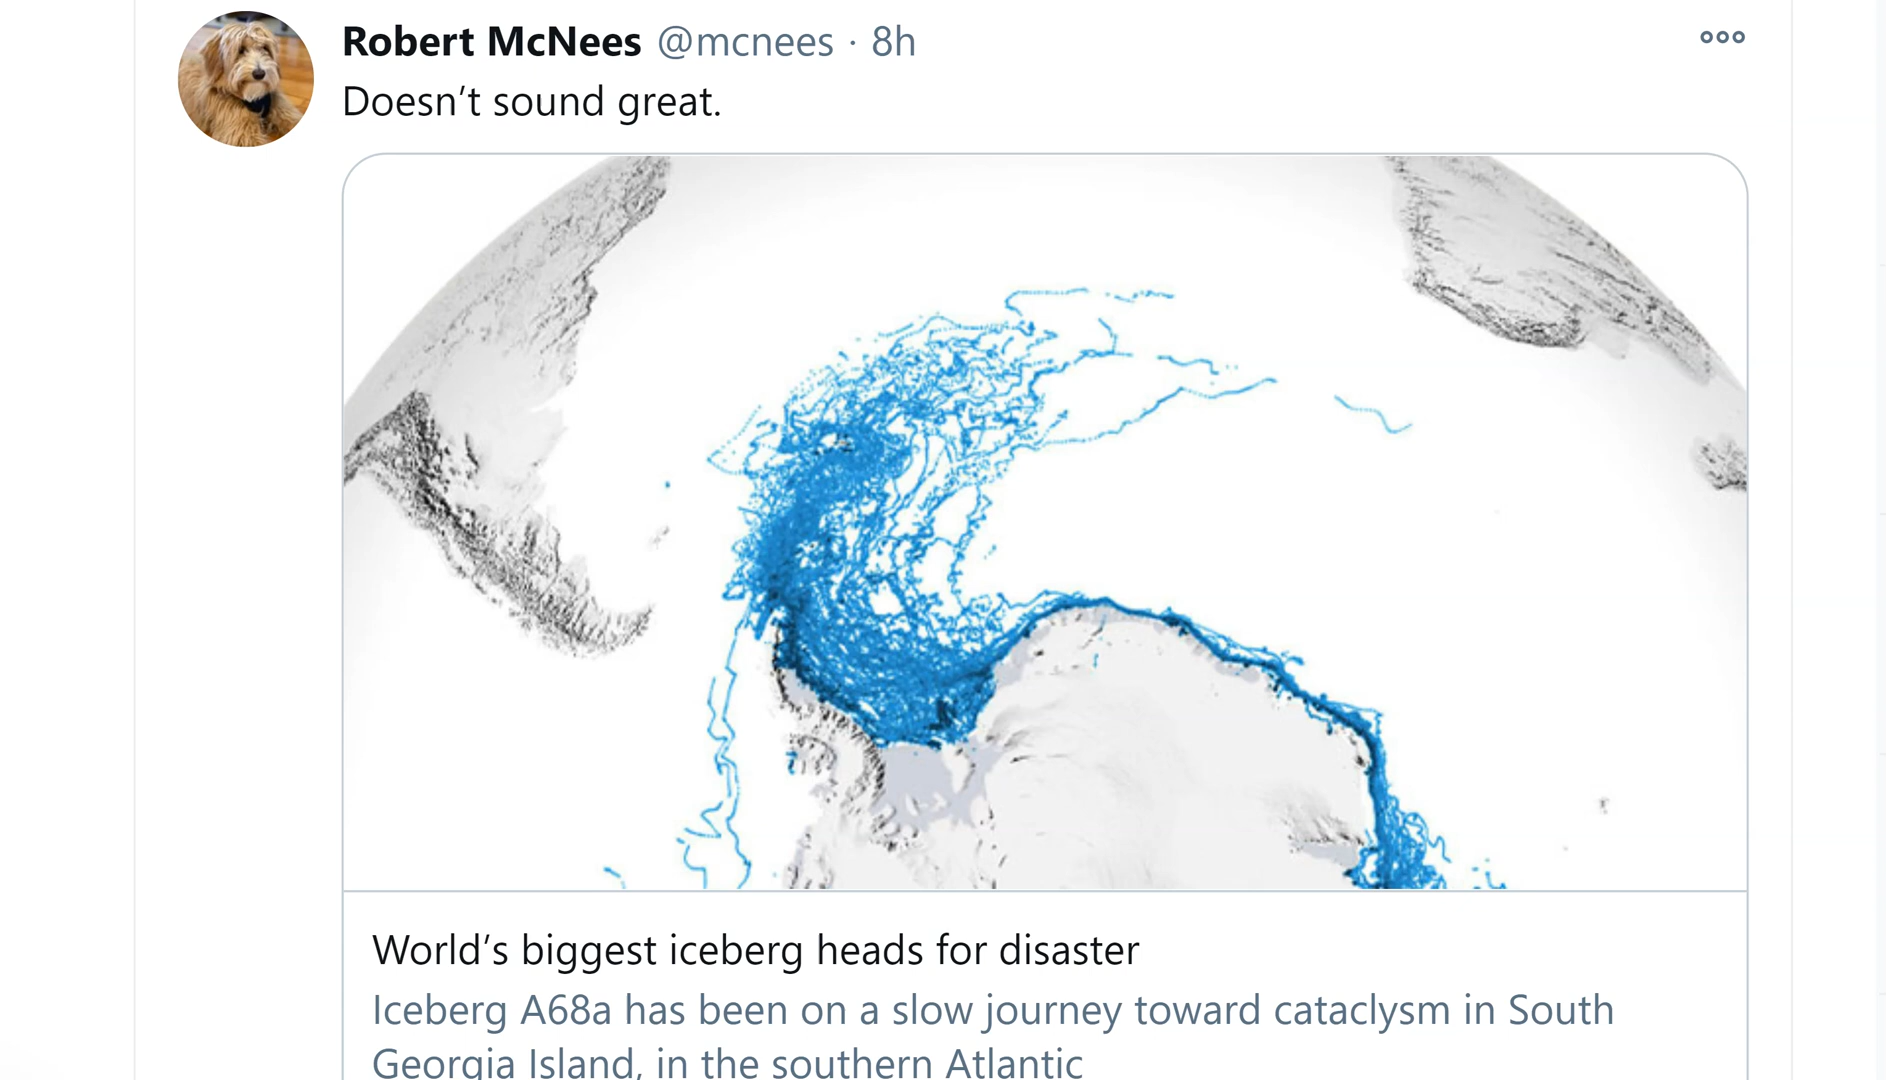 Robert McNees @mcnees · 8h
Doesn’t sound great.
World’s biggest iceberg heads for disaster
Iceberg A68a has been on a slow journey toward cataclysm in South
Georgia Island, in the southern Atlantic